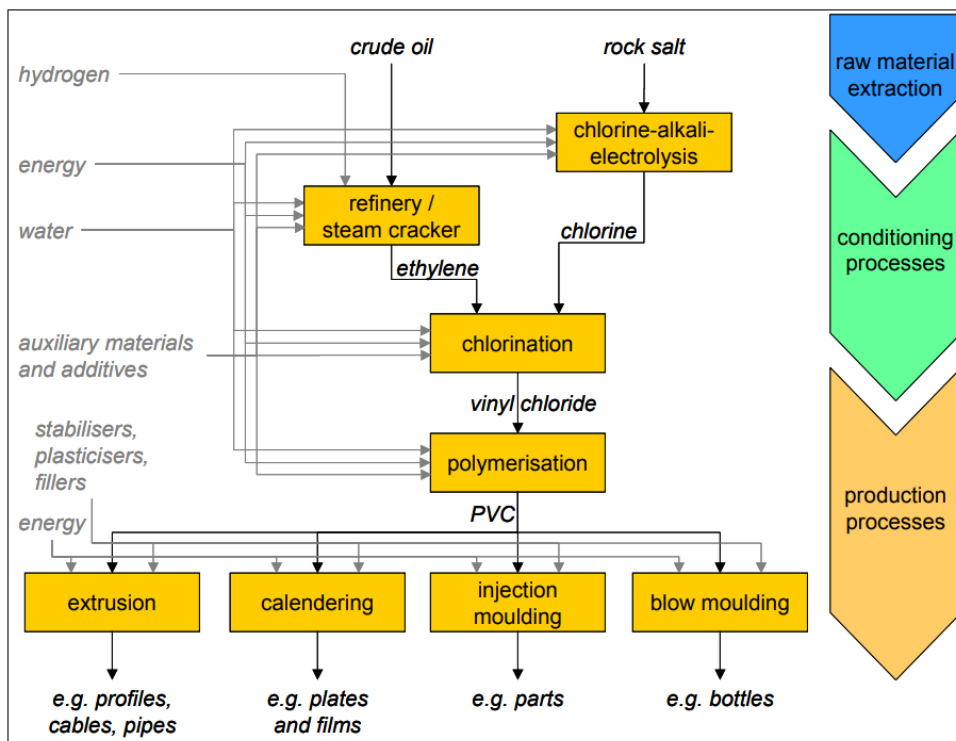 crude oil
rock salt
raw material
extraction
hydrogen
chlorine-alkali-
electrolysis
energy
refinery /
steam cracker
water
chlorine
conditioning
processes
ethylene
auxiliary materials
and additives
chlorination
vinyl chloride
stabilisers,
plasticisers,
fillers
polymerisation
production
processes
PVC
energy
extrusion
calendering
injection
moulding
blow moulding
e.g. profiles,
cables, pipes
e.g. plates
and films
e.g. parts
e.g. bottles